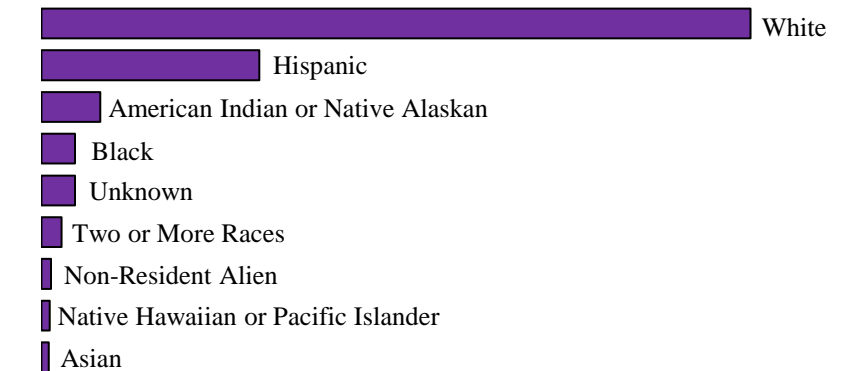 White
Hispanic
American Indian or Native Alaskan
Black
Unknown
Two or More Races
Non-Resident Alien
Native Hawaiian or Pacific Islander
Asian